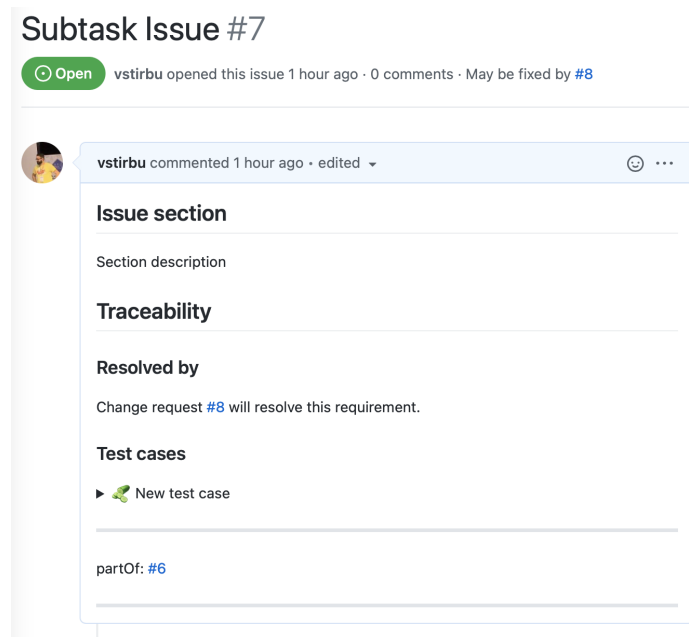 Subtask Issue #7
Open vstirbu opened this issue 1 hour ago · 0 comments · May be fixed by #8
vstirbu commented 1 hour ago • edited
Issue section
Section description
Traceability
Resolved by
Change request #8 will resolve this requirement.
Test cases
New test case
partOf: #6